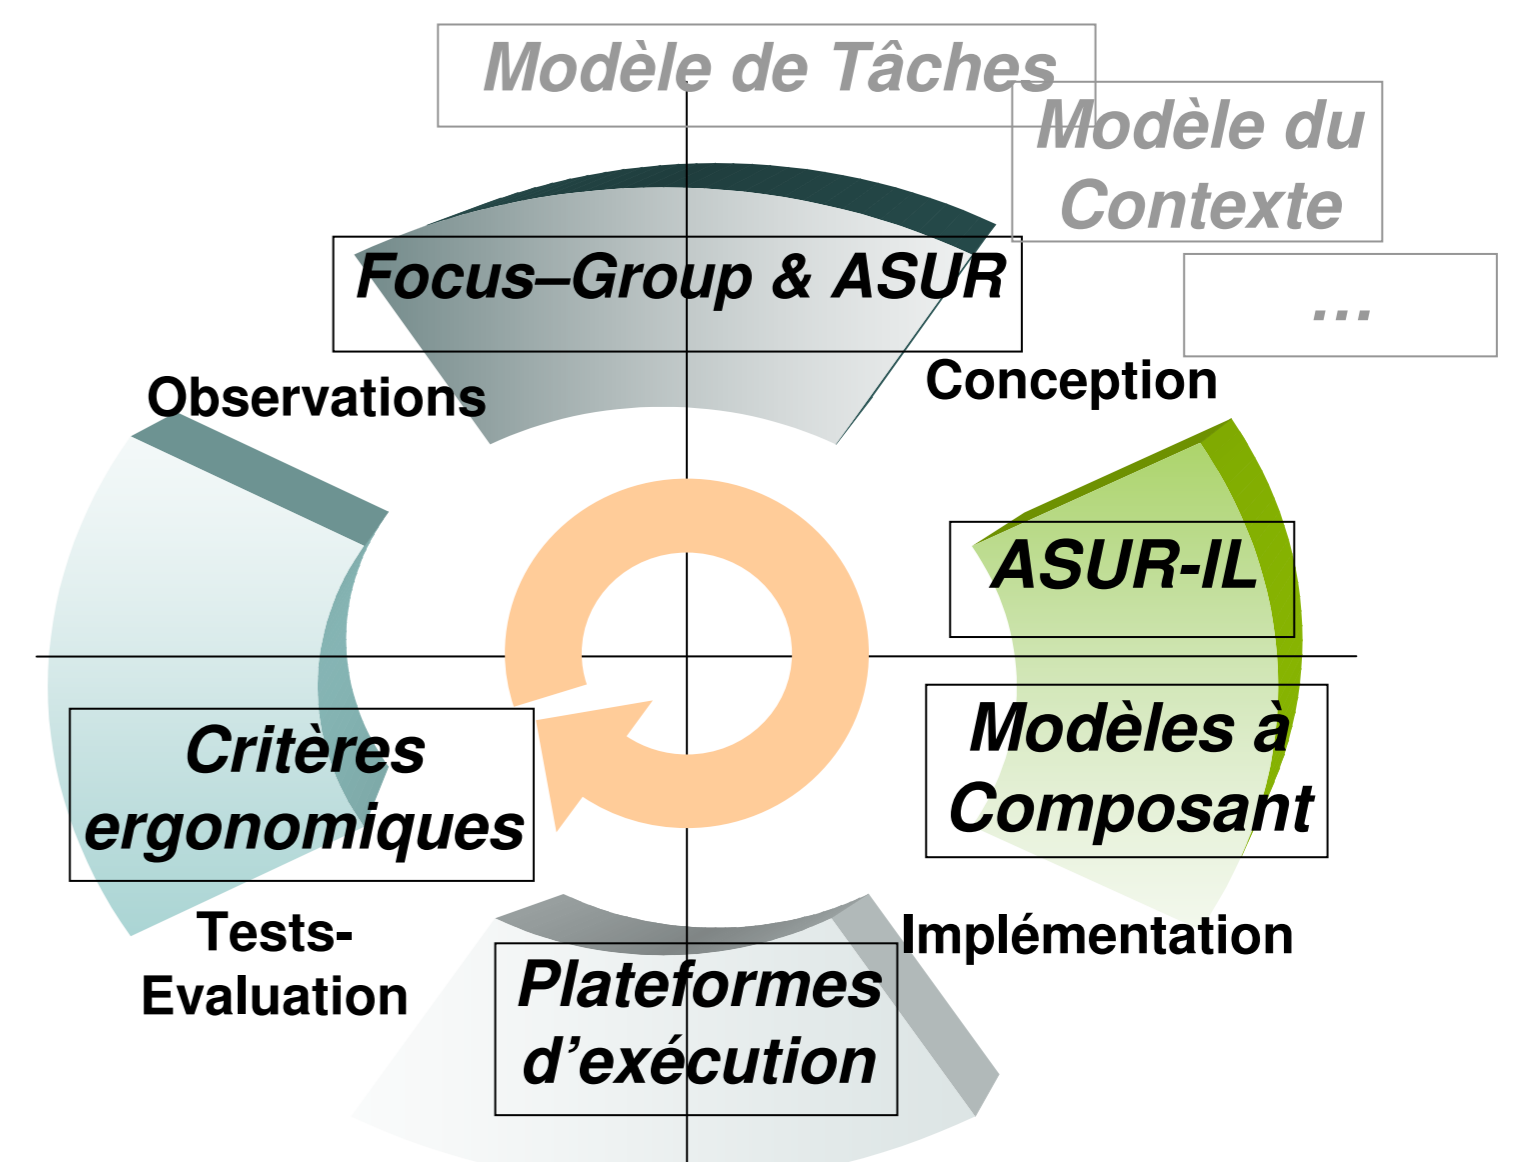 Modèle de Tâches
Modèle du
Contexte
…
Focus–Group & ASUR
Observations
Conception
ASUR-IL
Modèles à
Composant
Critères
ergonomiques
Tests-
Evaluation
Implémentation
Plateformes
d’exécution